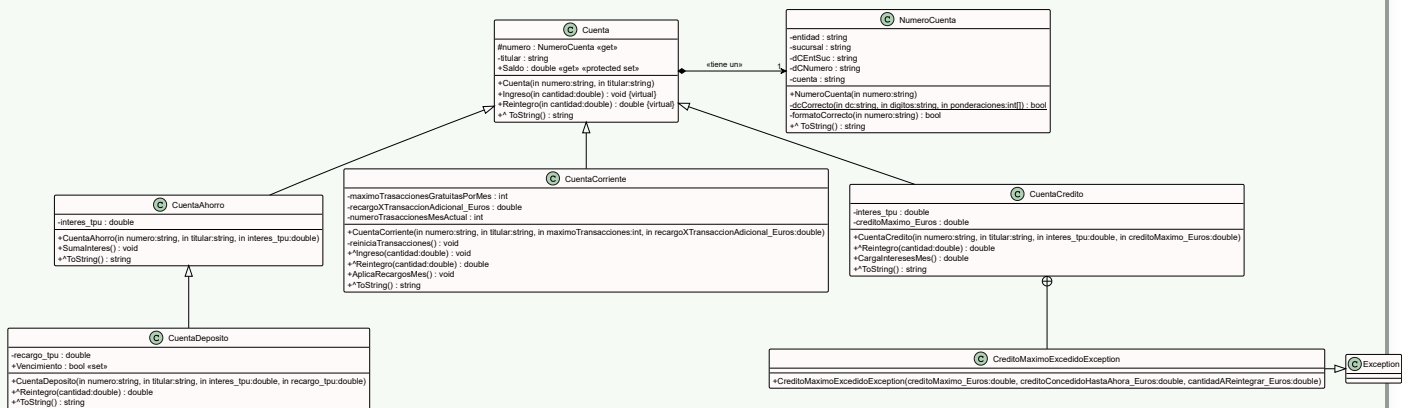 C Cuenta
#numero : NumeroCuenta «get»
-titular : string
+Saldo : double «get» «protected set»
+Cuenta(in numero:string, in titular:string)
+Ingreso(in cantidad:double) : void {virtual}
+Reintegro(in cantidad:double) : double {virtual}
+^ ToString() : string
«tiene un»
1
C NumeroCuenta
-entidad : string
-sucursal : string
-dCEntSuc : string
-dCNumero : string
-cuenta : string
+NumeroCuenta(in numero:string)
-dcCorrecto(in dc:string, in digitos:string, in ponderaciones:int[]) : bool
-formatoCorrecto(in numero:string) : bool
+^ ToString() : string
C CuentaAhorro
-interes_tpu : double
+CuentaAhorro(in numero:string, in titular:string, in interes_tpu:double)
+SumaInteres() : void
+^ToString() : string
C CuentaCorriente
-maximoTrasaccionesGratuitasPorMes : int
-recargoXTransaccionAdicional_Euros : double
-numeroTrasaccionesMesActual : int
+CuentaCorriente(in numero:string, in titular:string, in maximoTransacciones:int, in recargoXTransaccionAdicional_Euros:double)
-reiniciaTransacciones() : void
+^Ingreso(cantidad:double) : void
+^Reintegro(cantidad:double) : double
+AplicaRecargosMes() : void
+^ToString() : string
C CuentaCredito
-interes_tpu : double
-creditoMaximo_Euros : double
+CuentaCredito(in numero:string, in titular:string, in interes_tpu:double, in creditoMaximo_Euros:double)
+^Reintegro(cantidad:double) : double
+CargaInteresesMes() : double
+^ToString() : string
C CuentaDeposito
-recargo_tpu : double
+Vencimiento : bool «set»
+CuentaDeposito(in numero:string, in titular:string, in interes_tpu:double, in recargo_tpu:double)
+^Reintegro(cantidad:double) : double
+^ToString() : string
C CreditoMaximoExcedidoException
+CreditoMaximoExcedidoException(creditoMaximo_Euros:double, creditoConcedidoHastaAhora_Euros:double, cantidadAReintegrar_Euros:double)
C Exception